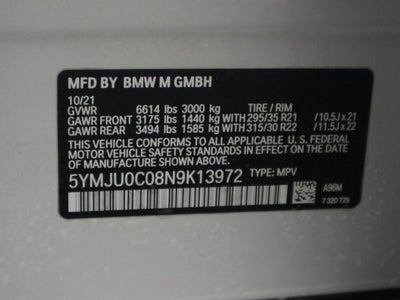 MFD BY BMW M GMBH
10/21
GVWR 6614 lbs 3000 kg TIRE / RIM
GAWR FRONT 3175 lbs 1440 kg WITH 295/35 R21 /10.5J x 21
GAWR REAR 3494 lbs 1585 kg WITH 315/30 R22 /11.5J x 22
THIS VEHICLE CONFORMS TO ALL APPLICABLE U. S. FEDERAL
MOTOR VEHICLE SAFETY STANDARDS IN EFFECT ON THE DATE
OF MANUFACTURE SHOWN ABOVE.
5YMJU0C08N9K13972 TYPE: MPV
A96M
7 320 729